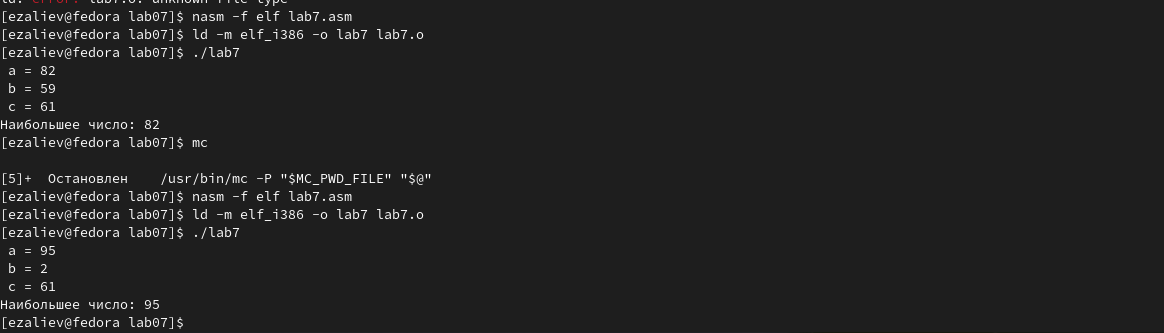 ld: error: lab7.o: unknown file type
[ezaliev@fedora lab07]$ nasm -f elf lab7.asm
[ezaliev@fedora lab07]$ ld -m elf_i386 -o lab7 lab7.o
[ezaliev@fedora lab07]$ ./lab7
a = 82
b = 59
c = 61
Наибольшее число: 82
[ezaliev@fedora lab07]$ mc
[5]+  Остановлен    /usr/bin/mc -P "$MC_PWD_FILE" "$@"
[ezaliev@fedora lab07]$ nasm -f elf lab7.asm
[ezaliev@fedora lab07]$ ld -m elf_i386 -o lab7 lab7.o
[ezaliev@fedora lab07]$ ./lab7
a = 95
b = 2
c = 61
Наибольшее число: 95
[ezaliev@fedora lab07]$